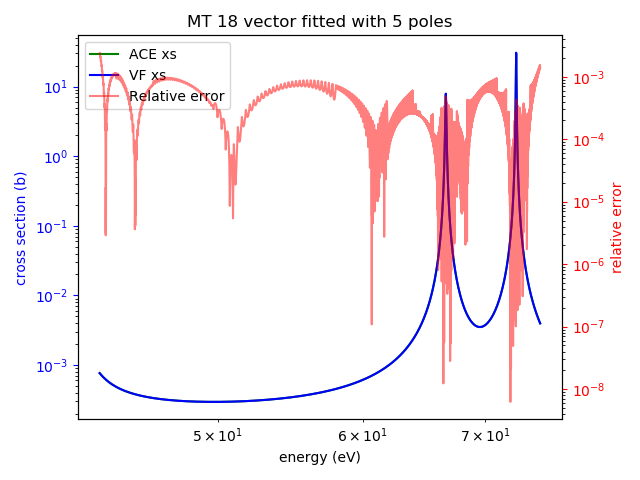 MT 18 vector fitted with 5 poles
ACE xs
VF xs
Relative error
10¹
10⁰
10⁻¹
10⁻²
10⁻³
cross section (b)
10⁻³
10⁻⁴
10⁻⁵
10⁻⁶
10⁻⁷
10⁻⁸
relative error
5 × 10¹ 6 × 10¹ 7 × 10¹
energy (eV)